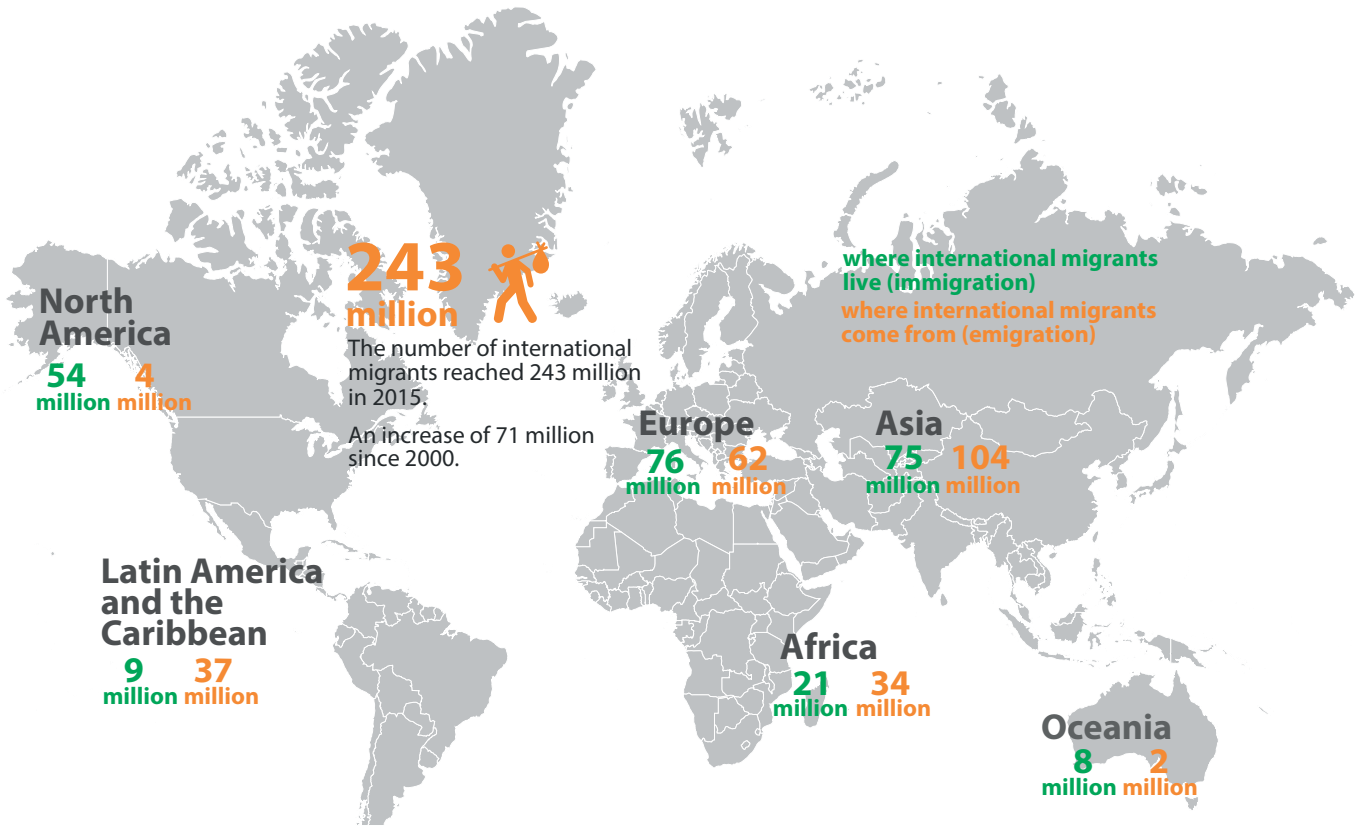 243
million
The number of international
migrants reached 243 million
in 2015.
An increase of 71 million
since 2000.
where international migrants
live (immigration)
where international migrants
come from (emigration)
North
America
54 4
million million
Europe
76 62
million million
Asia
75 104
million million
Latin America
and the
Caribbean
9 37
million million
Africa
21 34
million million
Oceania
8 2
million million